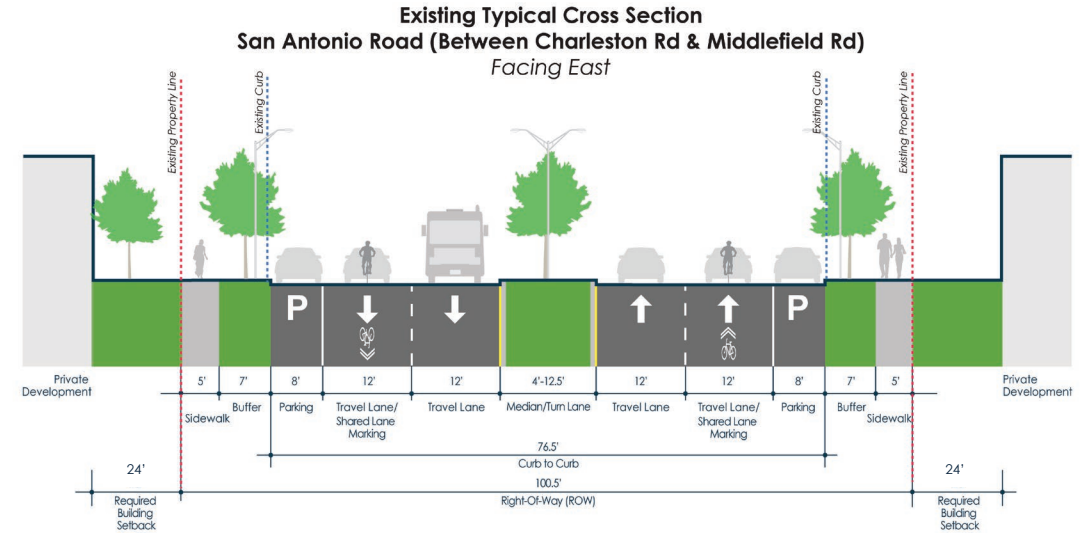 Existing Typical Cross Section
San Antonio Road (Between Charleston Rd & Middlefield Rd)
Facing East
Existing Property Line
Existing Curb
Existing Curb
Existing Property Line
P
P
Private
Development
5'
7'
8'
12'
12'
4'-12.5'
12'
12'
8'
7'
5'
Private
Development
Sidewalk
Buffer
Parking
Travel Lane/
Shared Lane
Marking
Travel Lane
Median/Turn Lane
Travel Lane
Travel Lane/
Shared Lane
Marking
Parking
Buffer
Sidewalk
76.5'
Curb to Curb
24'
100.5'
24'
Required
Building
Setback
Right-Of-Way (ROW)
Required
Building
Setback